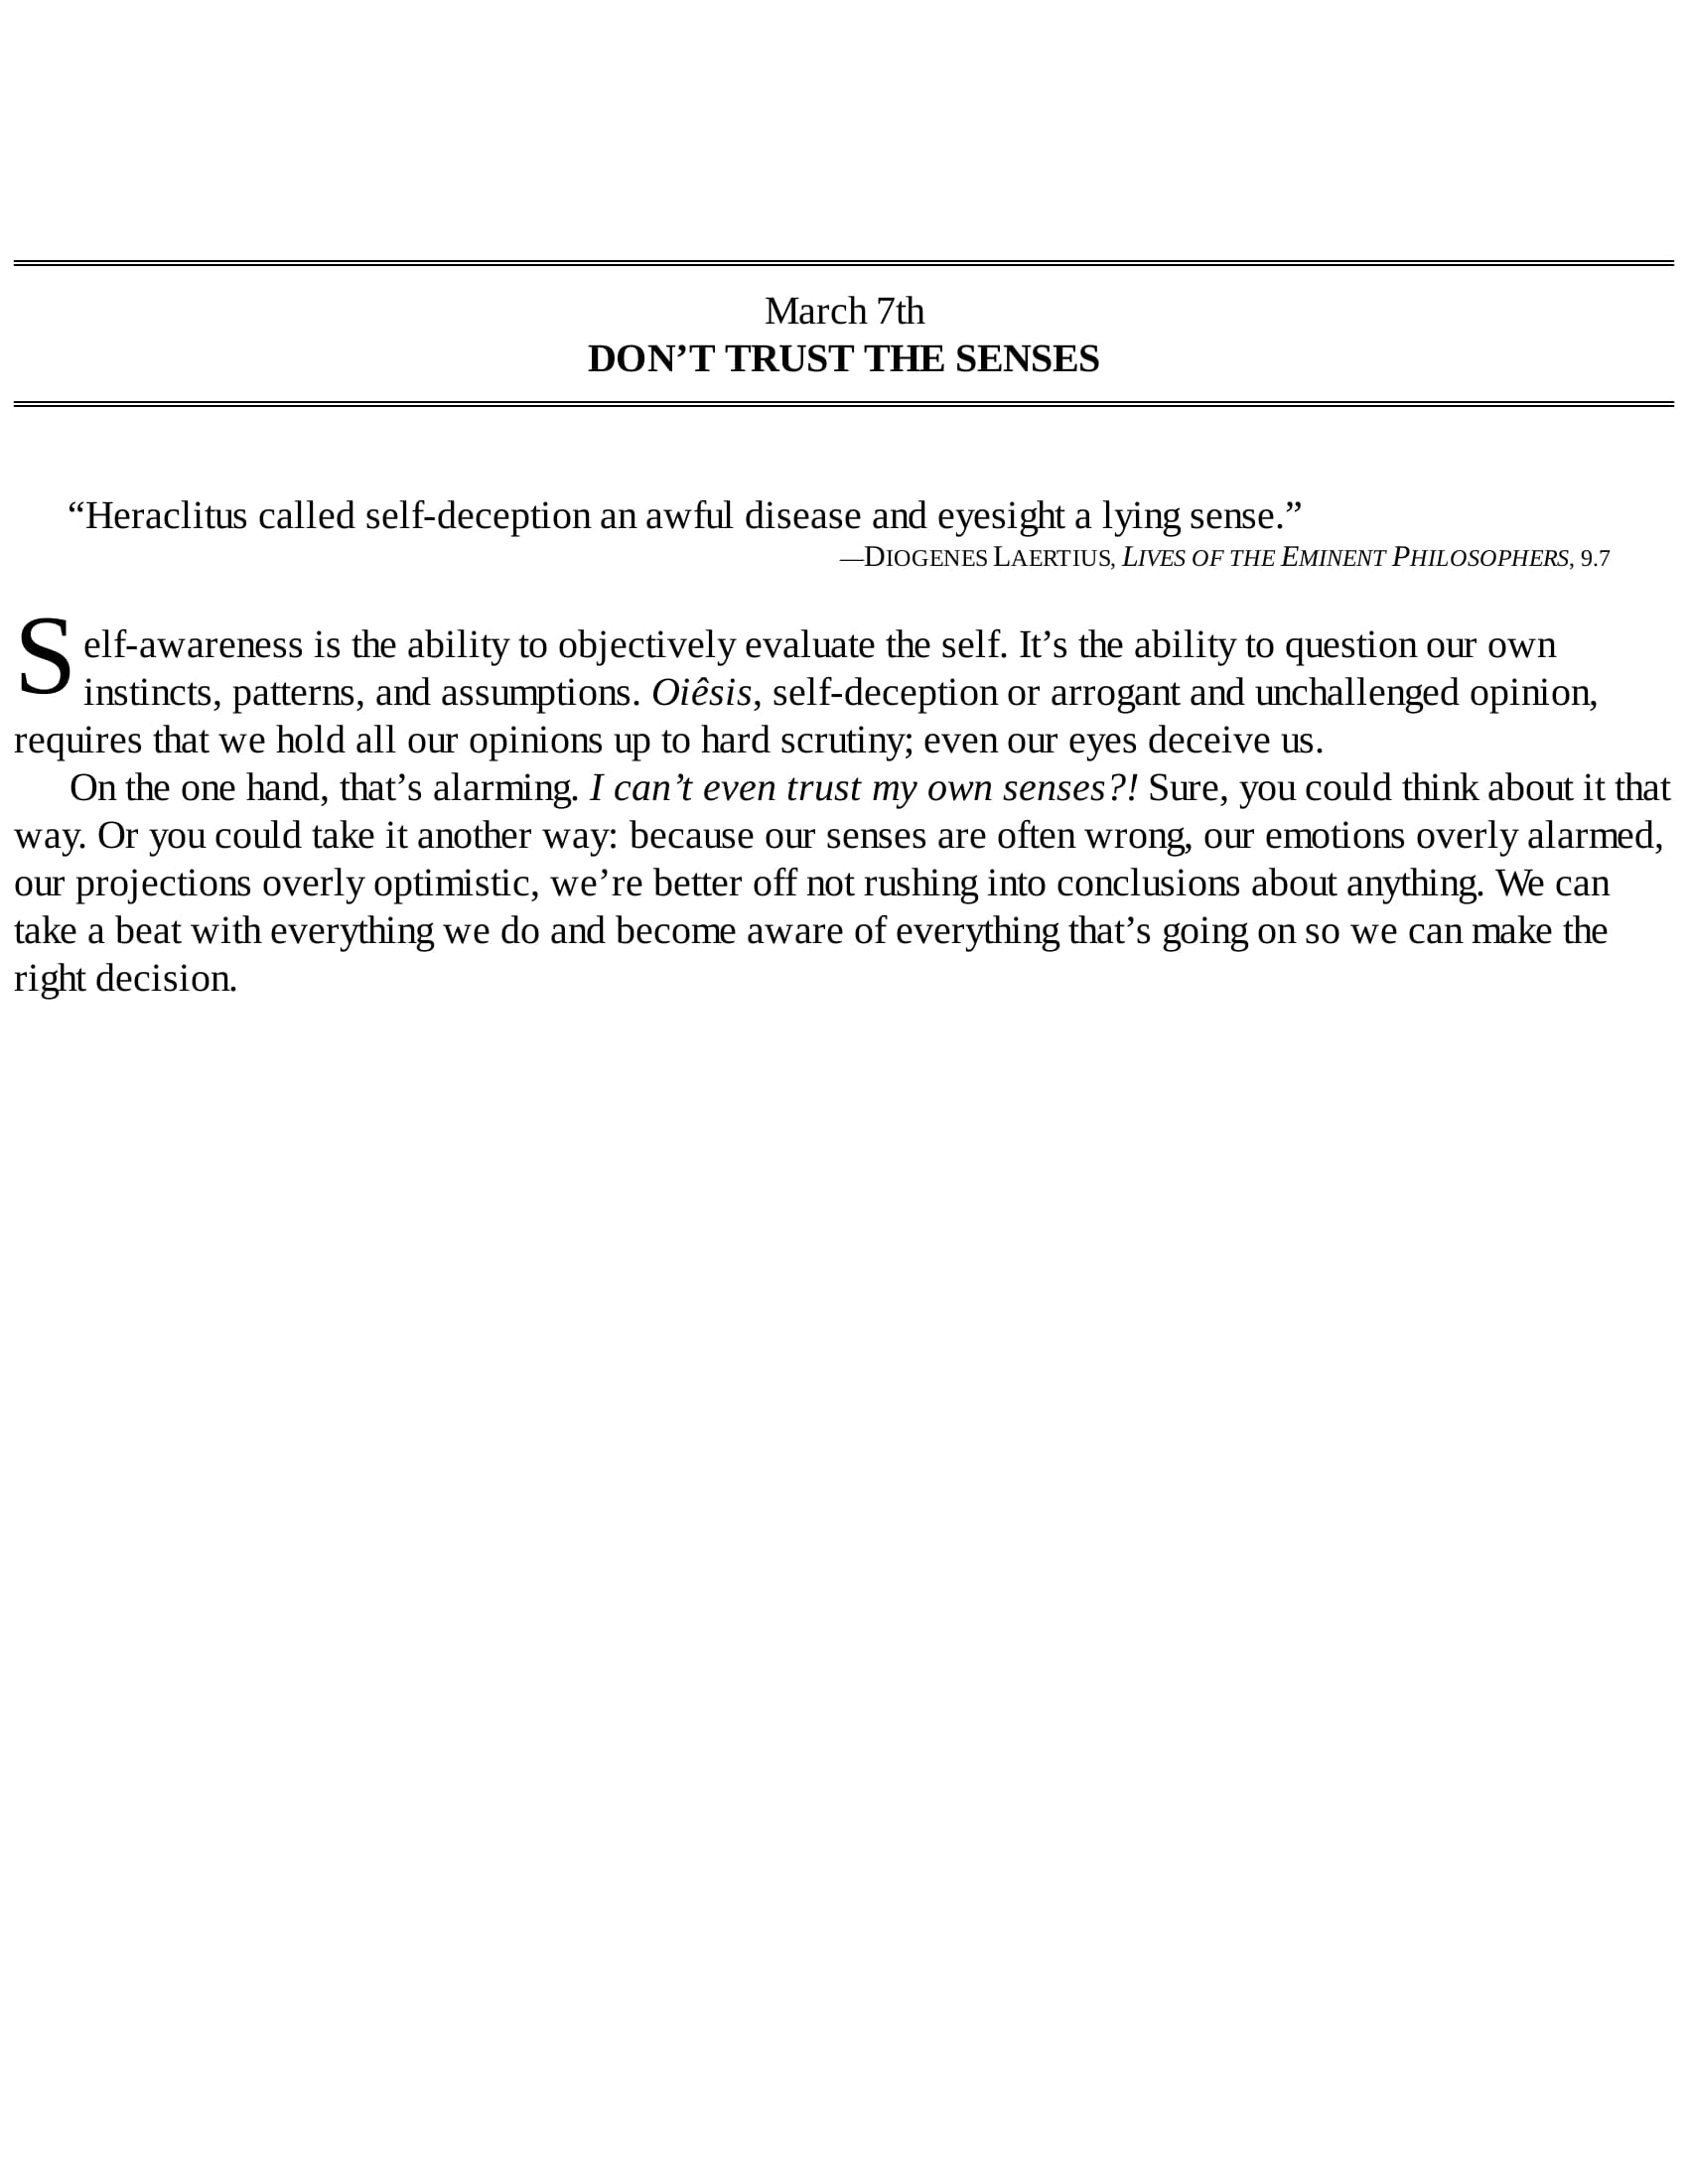 March 7th
DON’T TRUST THE SENSES
“Heraclitus called self-deception an awful disease and eyesight a lying sense.”
—DIOGENES LAERTIUS, LIVES OF THE EMINENT PHILOSOPHERS, 9.7
Self-awareness is the ability to objectively evaluate the self. It’s the ability to question our own
instincts, patterns, and assumptions. Oiêsis, self-deception or arrogant and unchallenged opinion,
requires that we hold all our opinions up to hard scrutiny; even our eyes deceive us.
On the one hand, that’s alarming. I can’t even trust my own senses?! Sure, you could think about it that
way. Or you could take it another way: because our senses are often wrong, our emotions overly alarmed,
our projections overly optimistic, we’re better off not rushing into conclusions about anything. We can
take a beat with everything we do and become aware of everything that’s going on so we can make the
right decision.